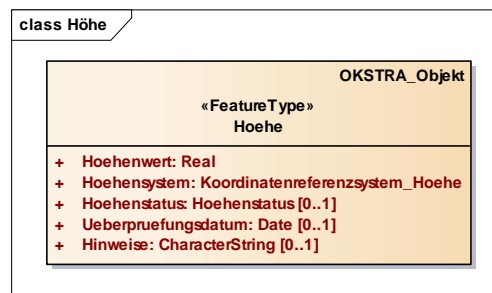 class Höhe
OKSTRA_Objekt
«FeatureType»
Hoehe
+ Hoehenwert: Real
+ Hoehensystem: Koordinatenreferenzsystem_Hoehe
+ Hoehenstatus: Hoehenstatus [0..1]
+ Ueberpruefungsdatum: Date [0..1]
+ Hinweise: CharacterString [0..1]